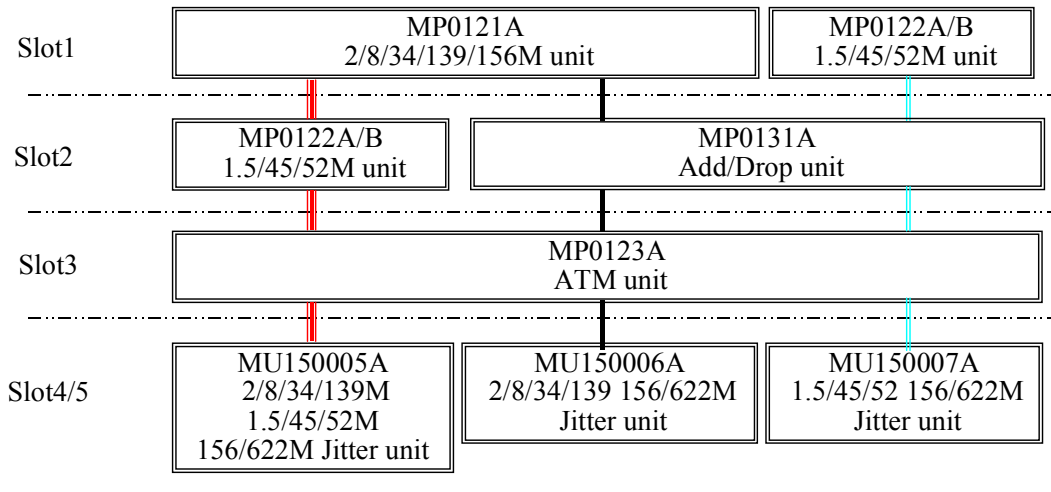 Slot1
MP0121A
2/8/34/139/156M unit
MP0122A/B
1.5/45/52M unit
Slot2
MP0122A/B
1.5/45/52M unit
MP0131A
Add/Drop unit
Slot3
MP0123A
ATM unit
Slot4/5
MU150005A
2/8/34/139M
1.5/45/52M
156/622M Jitter unit
MU150006A
2/8/34/139 156/622M
Jitter unit
MU150007A
1.5/45/52 156/622M
Jitter unit